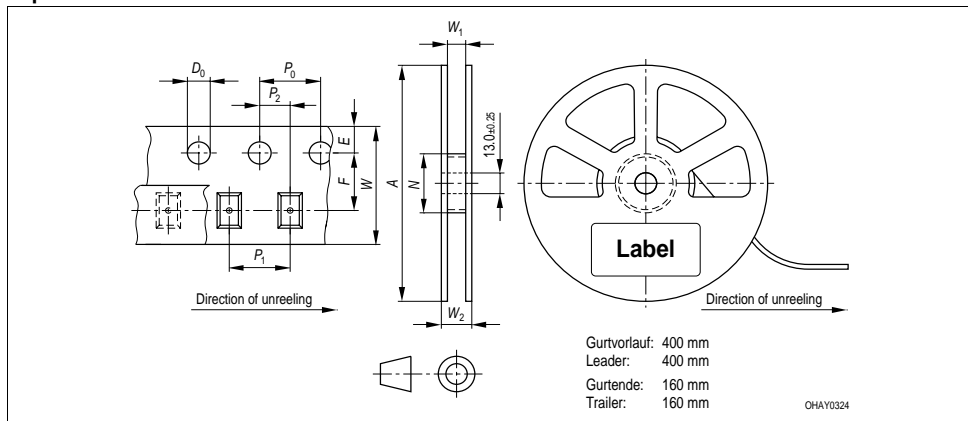 W1
D0
P0
P2
E
F
W
A
N
13.0±0.25
P1
W2
Label
Direction of unreeling
Direction of unreeling
Gurtvorlauf: 400 mm
Leader: 400 mm
Gurtende: 160 mm
Trailer: 160 mm
OHAY0324